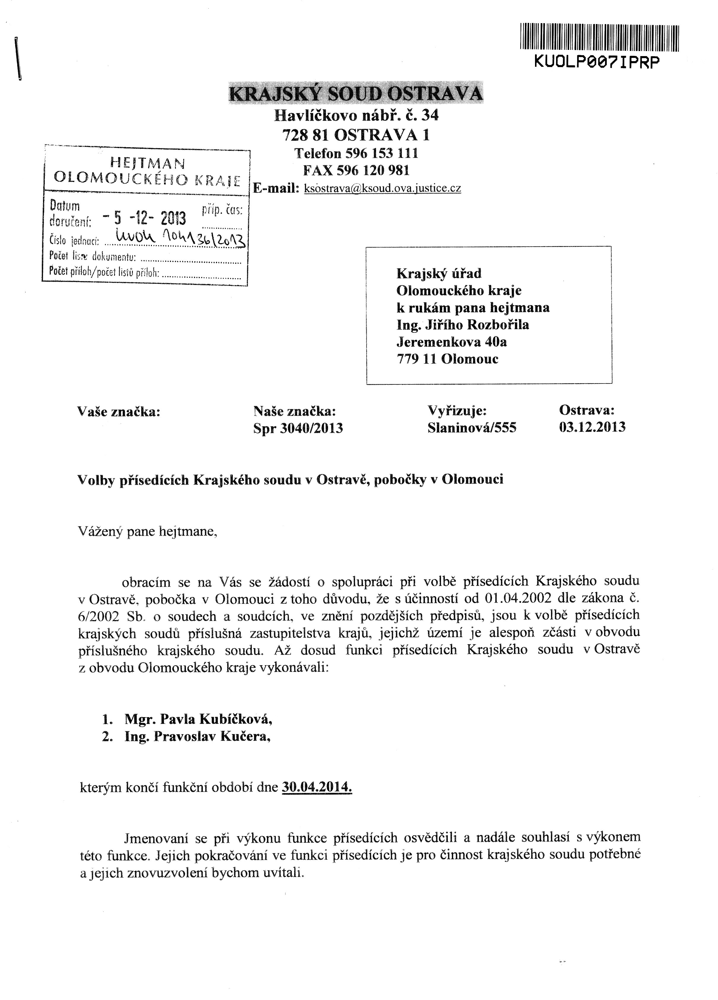 KUOLP007IPRP
KRAJSKÝ SOUD OSTRAVA
Havlíčkovo nábř. č. 34
728 81 OSTRAVA 1
Telefon 596 153 111
FAX 596 120 981
E-mail: ksostrava@ksoud.ova.justice.cz
HEJTMAN
OLOMOUCKÉHO KRAJE
Datum
doručení: - 5 -12- 2013 příp. čas:
Číslo jednací: 104136/2013
Počet listů dokumentu:
Počet příloh/počet listů příloh:
Krajský úřad
Olomouckého kraje
k rukám pana hejtmana
Ing. Jiřího Rozbořila
Jeremenkova 40a
779 11 Olomouc
Vaše značka: Naše značka: Vyřizuje: Ostrava:
Spr 3040/2013 Slaninová/555 03.12.2013
Volby přísedících Krajského soudu v Ostravě, pobočky v Olomouci
Vážený pane hejtmane,
obracím se na Vás se žádostí o spolupráci při volbě přísedících Krajského soudu
v Ostravě, pobočka v Olomouci z toho důvodu, že s účinností od 01.04.2002 dle zákona č.
6/2002 Sb. o soudech a soudcích, ve znění pozdějších předpisů, jsou k volbě přísedících
krajských soudů příslušná zastupitelstva krajů, jejichž území je alespoň zčásti v obvodu
příslušného krajského soudu. Až dosud funkci přísedících Krajského soudu v Ostravě
z obvodu Olomouckého kraje vykonávali:
1. Mgr. Pavla Kubíčková,
2. Ing. Pravoslav Kučera,
kterým končí funkční období dne 30.04.2014.
Jmenovaní se při výkonu funkce přísedících osvědčili a nadále souhlasí s výkonem
této funkce. Jejich pokračování ve funkci přísedících je pro činnost krajského soudu potřebné
a jejich znovuzvolení bychom uvítali.